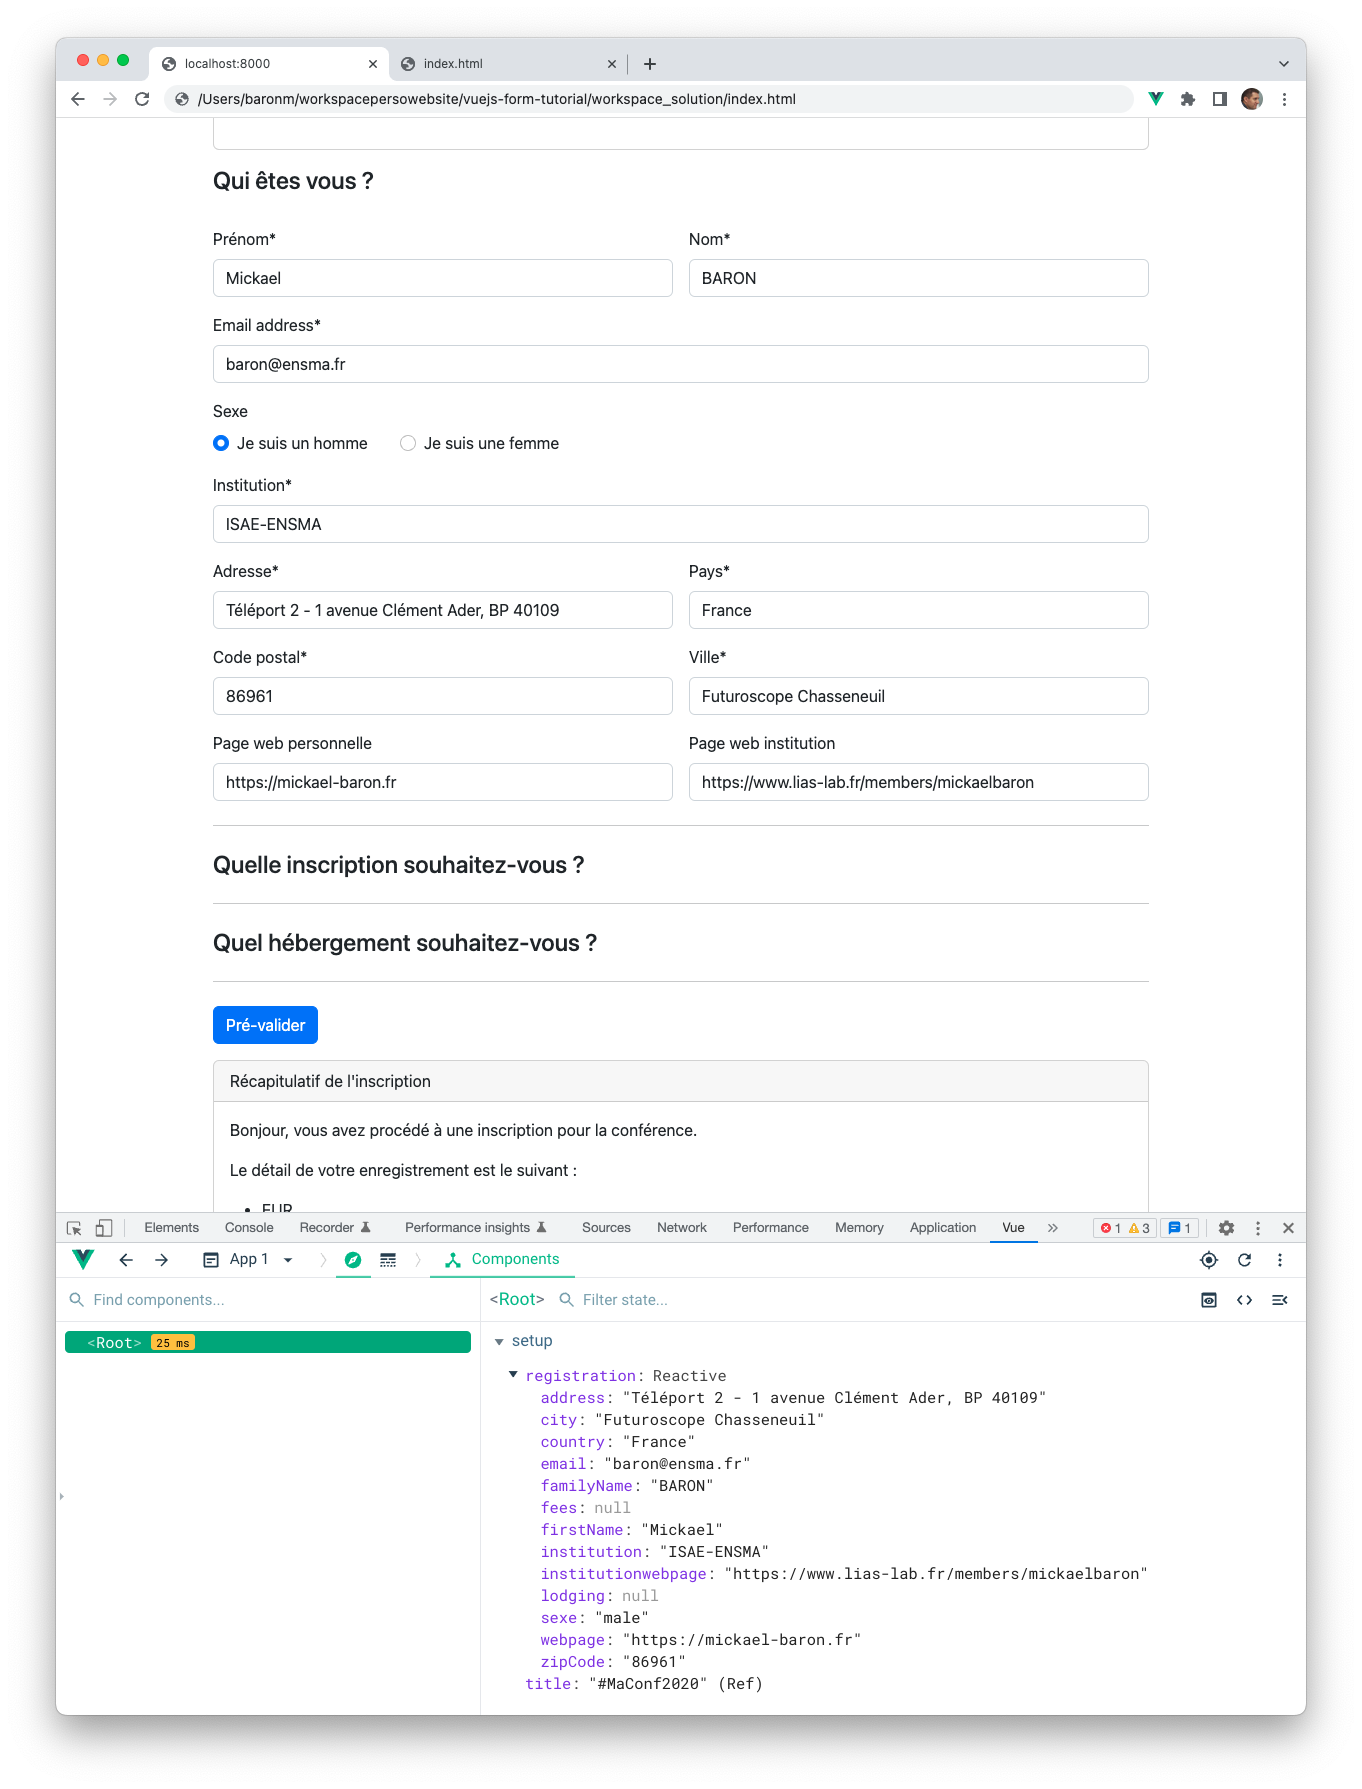 localhost:8000
index.html
/Users/baronm/workspacepersowebsite/vuejs-form-tutorial/workspace_solution/index.html
Qui êtes vous ?
Prénom* Nom*
Mickael BARON
Email address*
baron@ensma.fr
Sexe
Je suis un homme Je suis une femme
Institution*
ISAE-ENSMA
Adresse* Pays*
Téléport 2 - 1 avenue Clément Ader, BP 40109 France
Code postal* Ville*
86961 Futuroscope Chasseneuil
Page web personnelle Page web institution
https://mickael-baron.fr https://www.lias-lab.fr/members/mickaelbaron
Quelle inscription souhaitez-vous ?
Quel hébergement souhaitez-vous ?
Pré-valider
Récapitulatif de l'inscription
Bonjour, vous avez procédé à une inscription pour la conférence.
Le détail de votre enregistrement est le suivant :
• EUR
Elements Console Recorder Performance insights Sources Network Performance Memory Application Vue » 1 3 1
App 1 Components
Find components... <Root> Filter state...
<Root> 25 ms
setup
registration: Reactive
address: "Téléport 2 - 1 avenue Clément Ader, BP 40109"
city: "Futuroscope Chasseneuil"
country: "France"
email: "baron@ensma.fr"
familyName: "BARON"
fees: null
firstName: "Mickael"
institution: "ISAE-ENSMA"
institutionwebpage: "https://www.lias-lab.fr/members/mickaelbaron"
lodging: null
sexe: "male"
webpage: "https://mickael-baron.fr"
zipCode: "86961"
title: "#MaConf2020" (Ref)